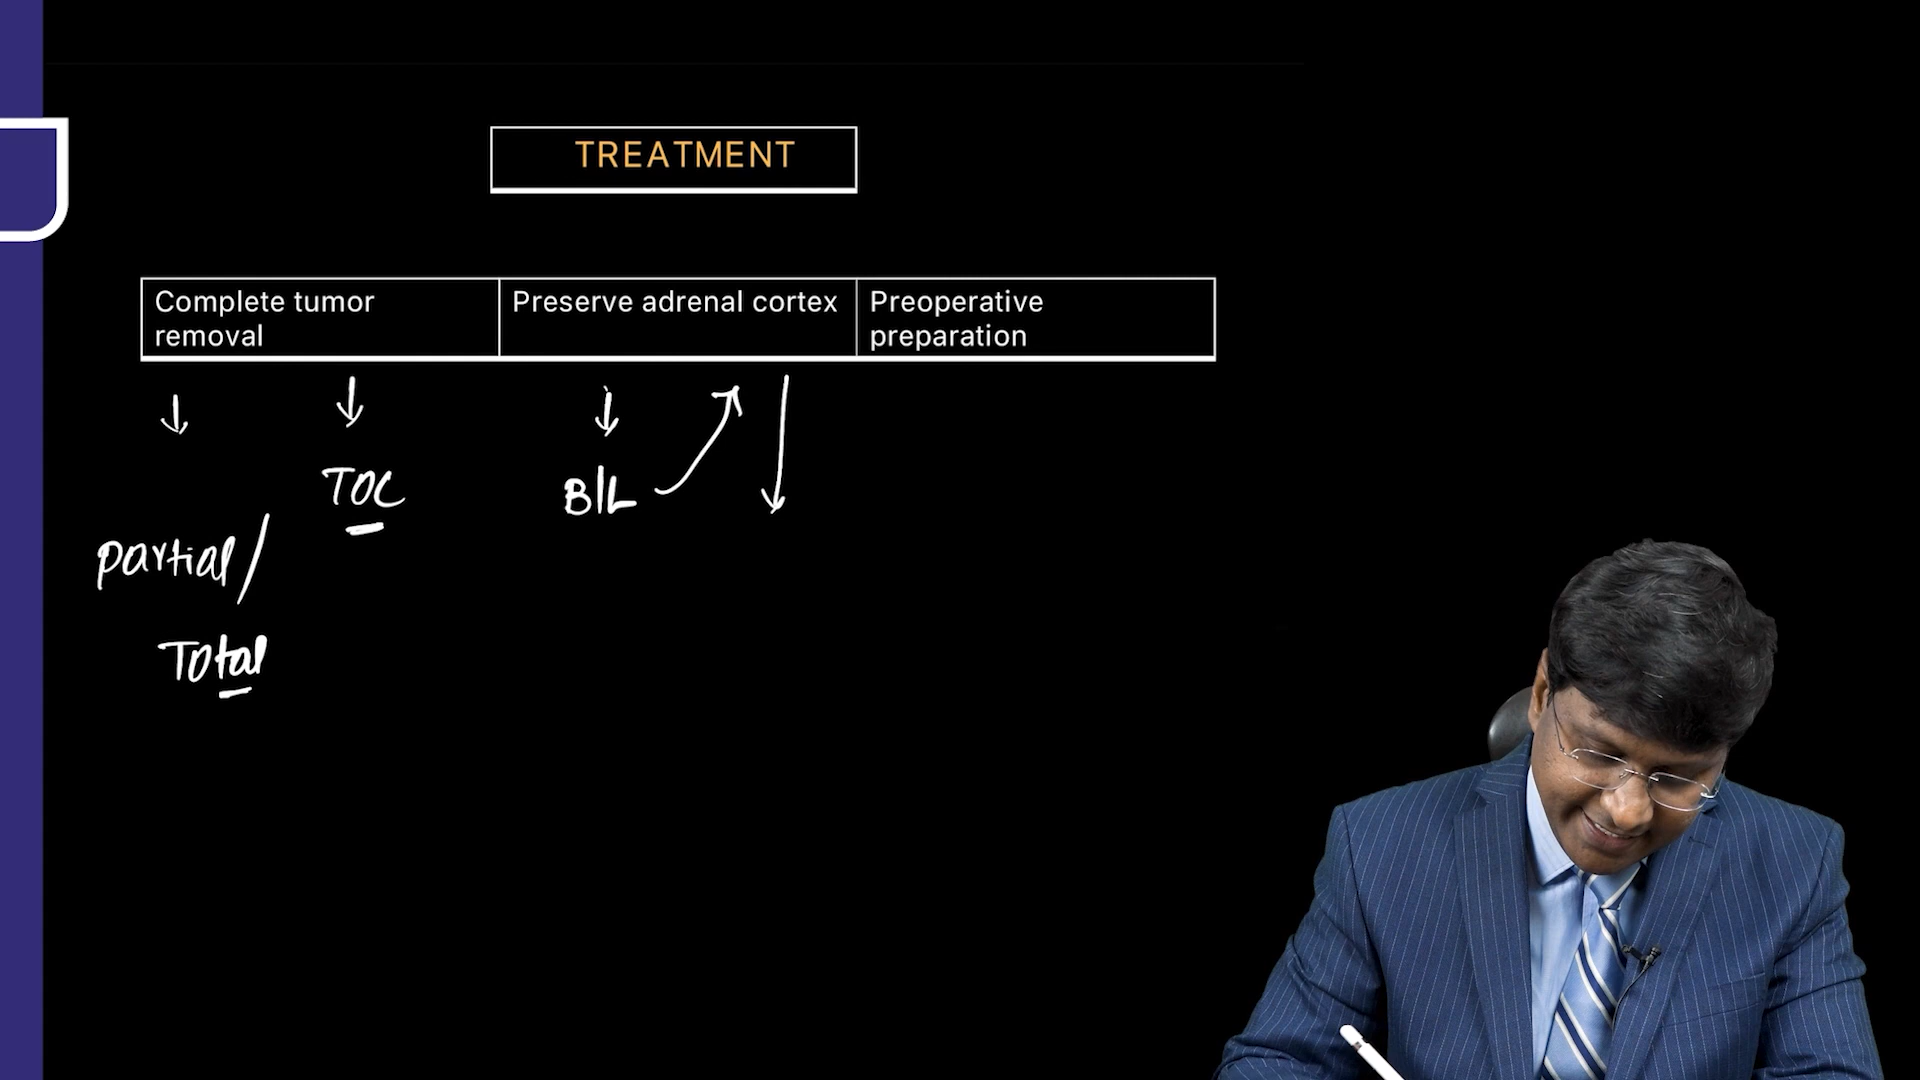 TREATMENT
Complete tumor
removal
Preserve adrenal cortex
Preoperative
preparation
TOC
B/L
partial/
Total